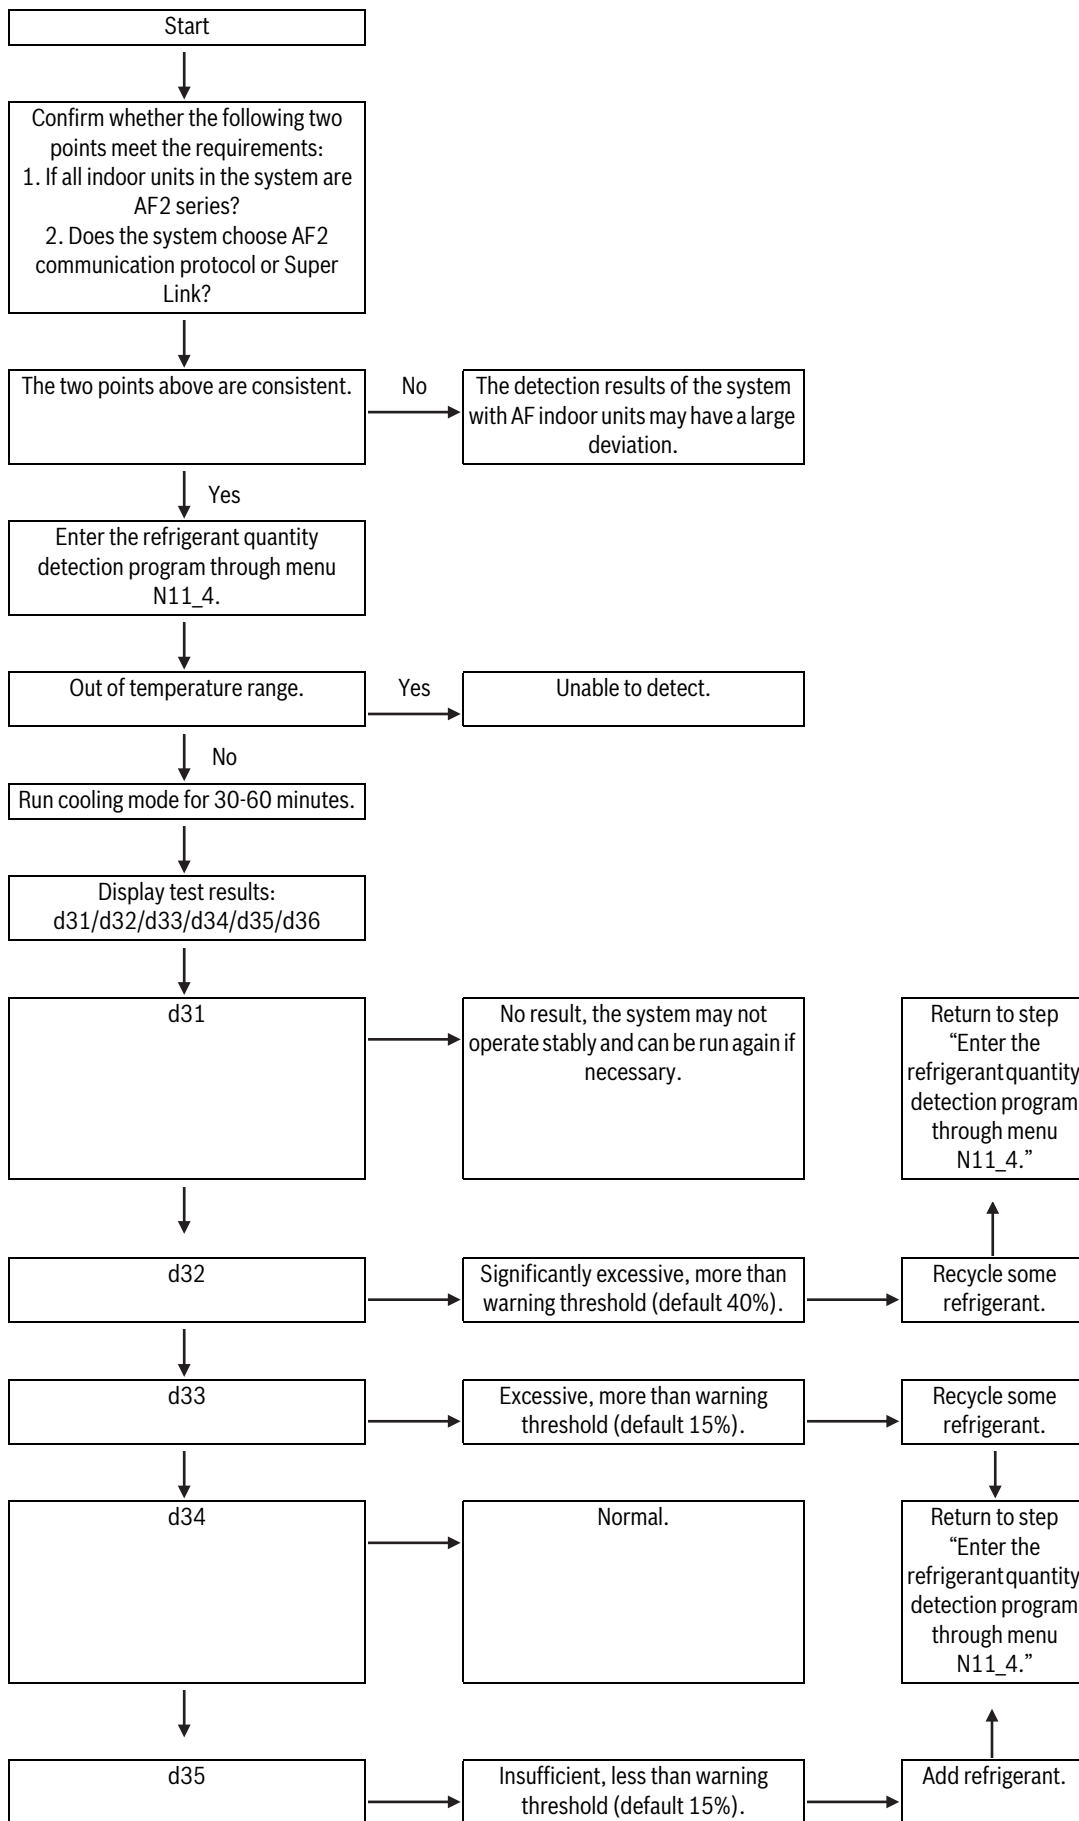 Start
Confirm whether the following two
points meet the requirements:
1. If all indoor units in the system are
AF2 series?
2. Does the system choose AF2
communication protocol or Super
Link?
The two points above are consistent.
No
The detection results of the system
with AF indoor units may have a large
deviation.
Yes
Enter the refrigerant quantity
detection program through menu
N11_4.
Out of temperature range.
Yes
Unable to detect.
No
Run cooling mode for 30-60 minutes.
Display test results:
d31/d32/d33/d34/d35/d36
d31
No result, the system may not
operate stably and can be run again if
necessary.
Return to step
“Enter the
refrigerant quantity
detection program
through menu
N11_4.”
d32
Significantly excessive, more than
warning threshold (default 40%).
Recycle some
refrigerant.
d33
Excessive, more than warning
threshold (default 15%).
Recycle some
refrigerant.
d34
Normal.
Return to step
“Enter the
refrigerant quantity
detection program
through menu
N11_4.”
d35
Insufficient, less than warning
threshold (default 15%).
Add refrigerant.